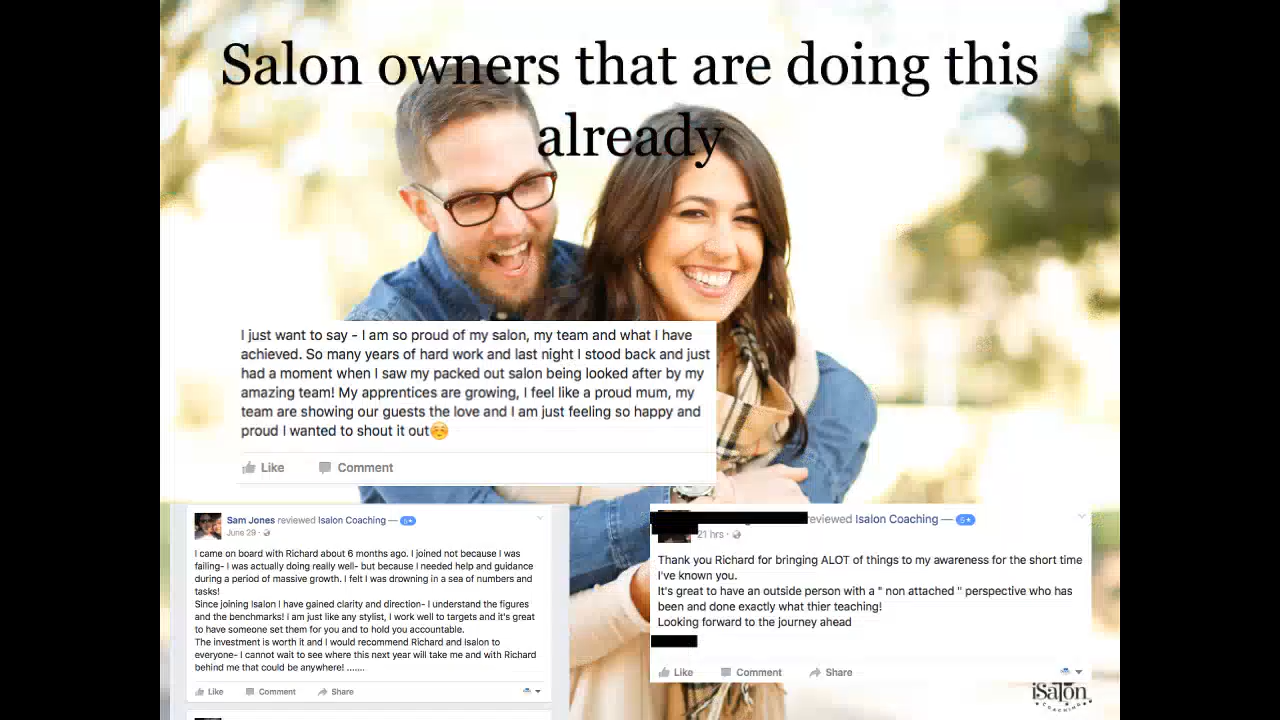 Salon owners that are doing this
already
I just want to say - I am so proud of my salon, my team and what I have
achieved. So many years of hard work and last night I stood back and just
had a moment when I saw my packed out salon being looked after by my
amazing team! My apprentices are growing, I feel like a proud mum, my
team are showing our guests the love and I am just feeling so happy and
proud I wanted to shout it out☺️
Like Comment
Sam Jones reviewed Isalon Coaching — 5★
June 29 ·
I came on board with Richard about 6 months ago. I joined not because I was
failing- I was actually doing really well- but because I needed help and guidance
during a period of massive growth. I felt I was drowning in a sea of numbers and
tasks!
Since joining Isalon I have gained clarity and direction- I understand the figures
and the benchmarks! I am just like any stylist, I work well to targets and it's great
to have someone set them for you and to hold you accountable.
The investment is worth it and I would recommend Richard and Isalon to
everyone- I cannot wait to see where this next year will take me and with Richard
behind me that could be anywhere! .......
Like Comment Share
reviewed Isalon Coaching — 5★
21 hrs ·
Thank you Richard for bringing ALOT of things to my awareness for the short time
I've known you.
It's great to have an outside person with a " non attached " perspective who has
been and done exactly what thier teaching!
Looking forward to the journey ahead
Like Comment Share
iSalon
COACHING